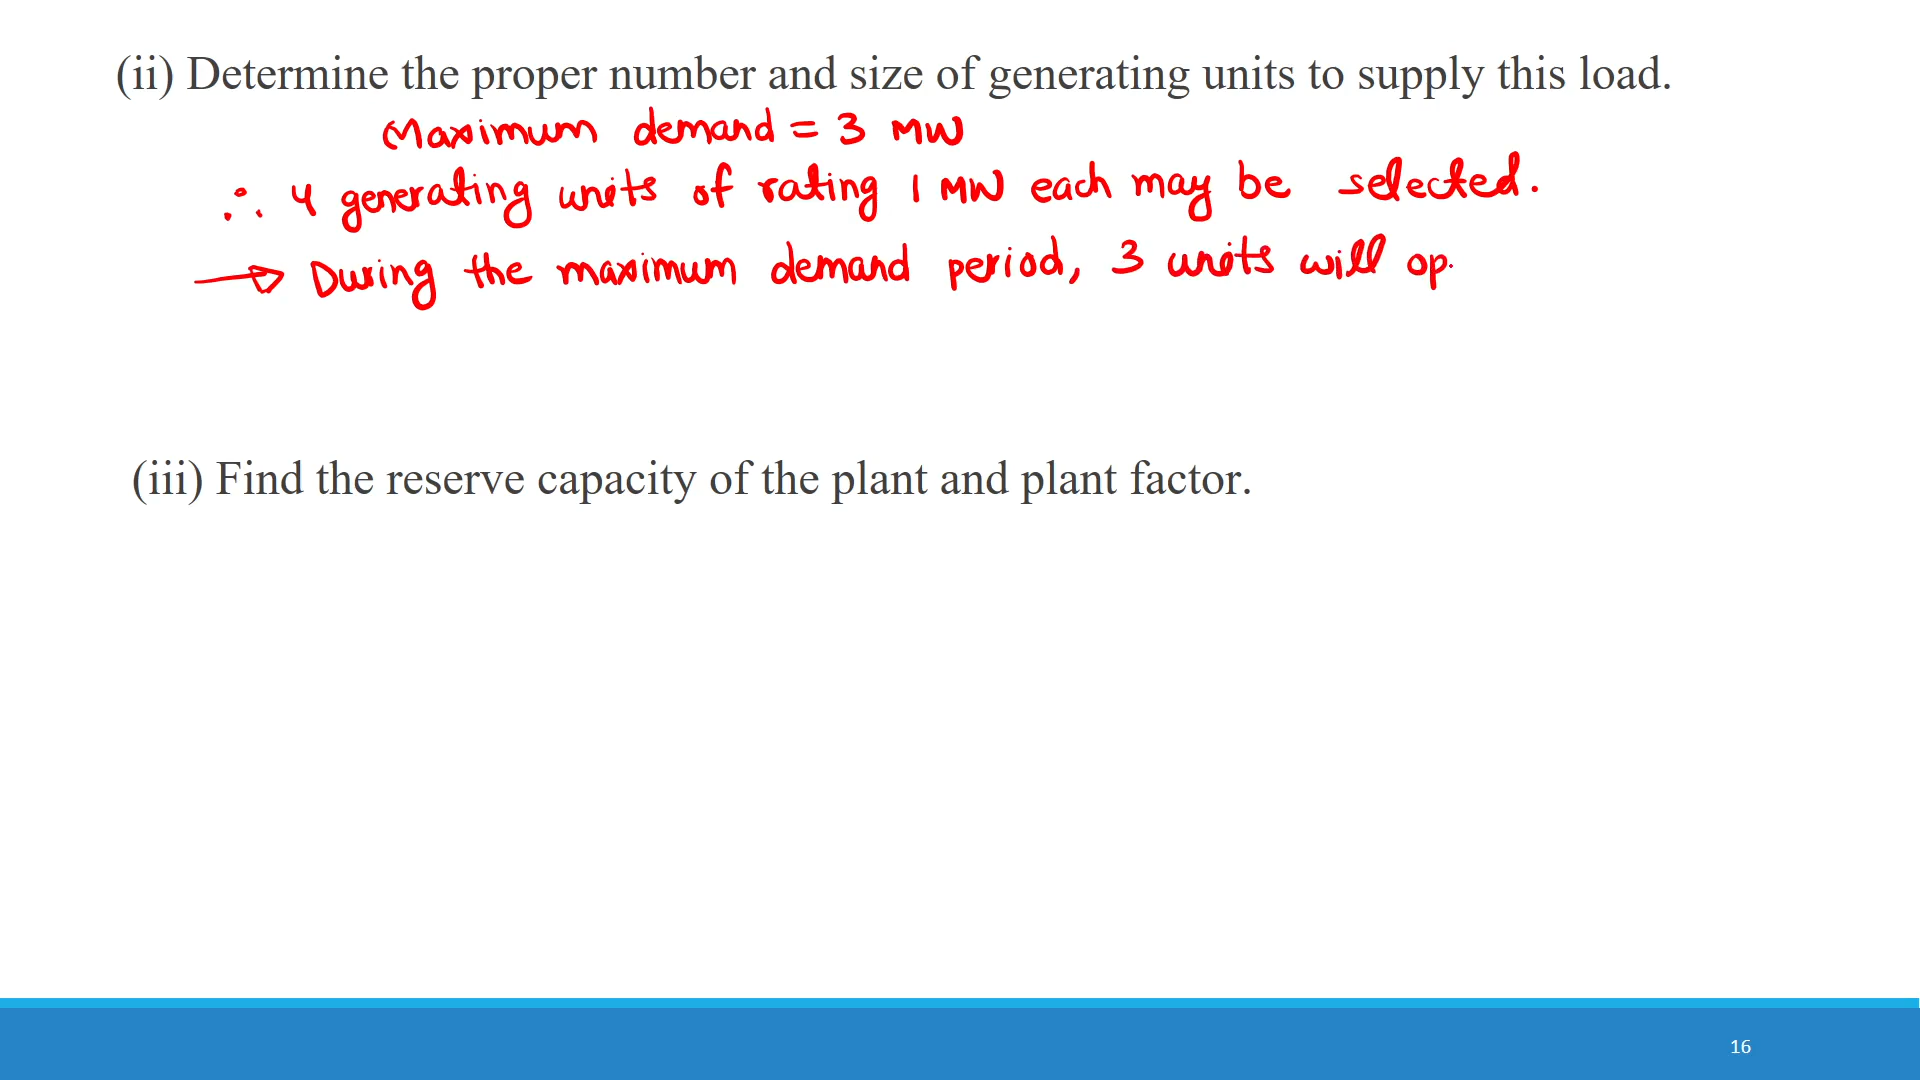 (ii) Determine the proper number and size of generating units to supply this load.
Maximum demand = 3 MW
∴ 4 generating units of rating 1 MW each may be selected.
→ During the maximum demand period, 3 units will op
(iii) Find the reserve capacity of the plant and plant factor.
16